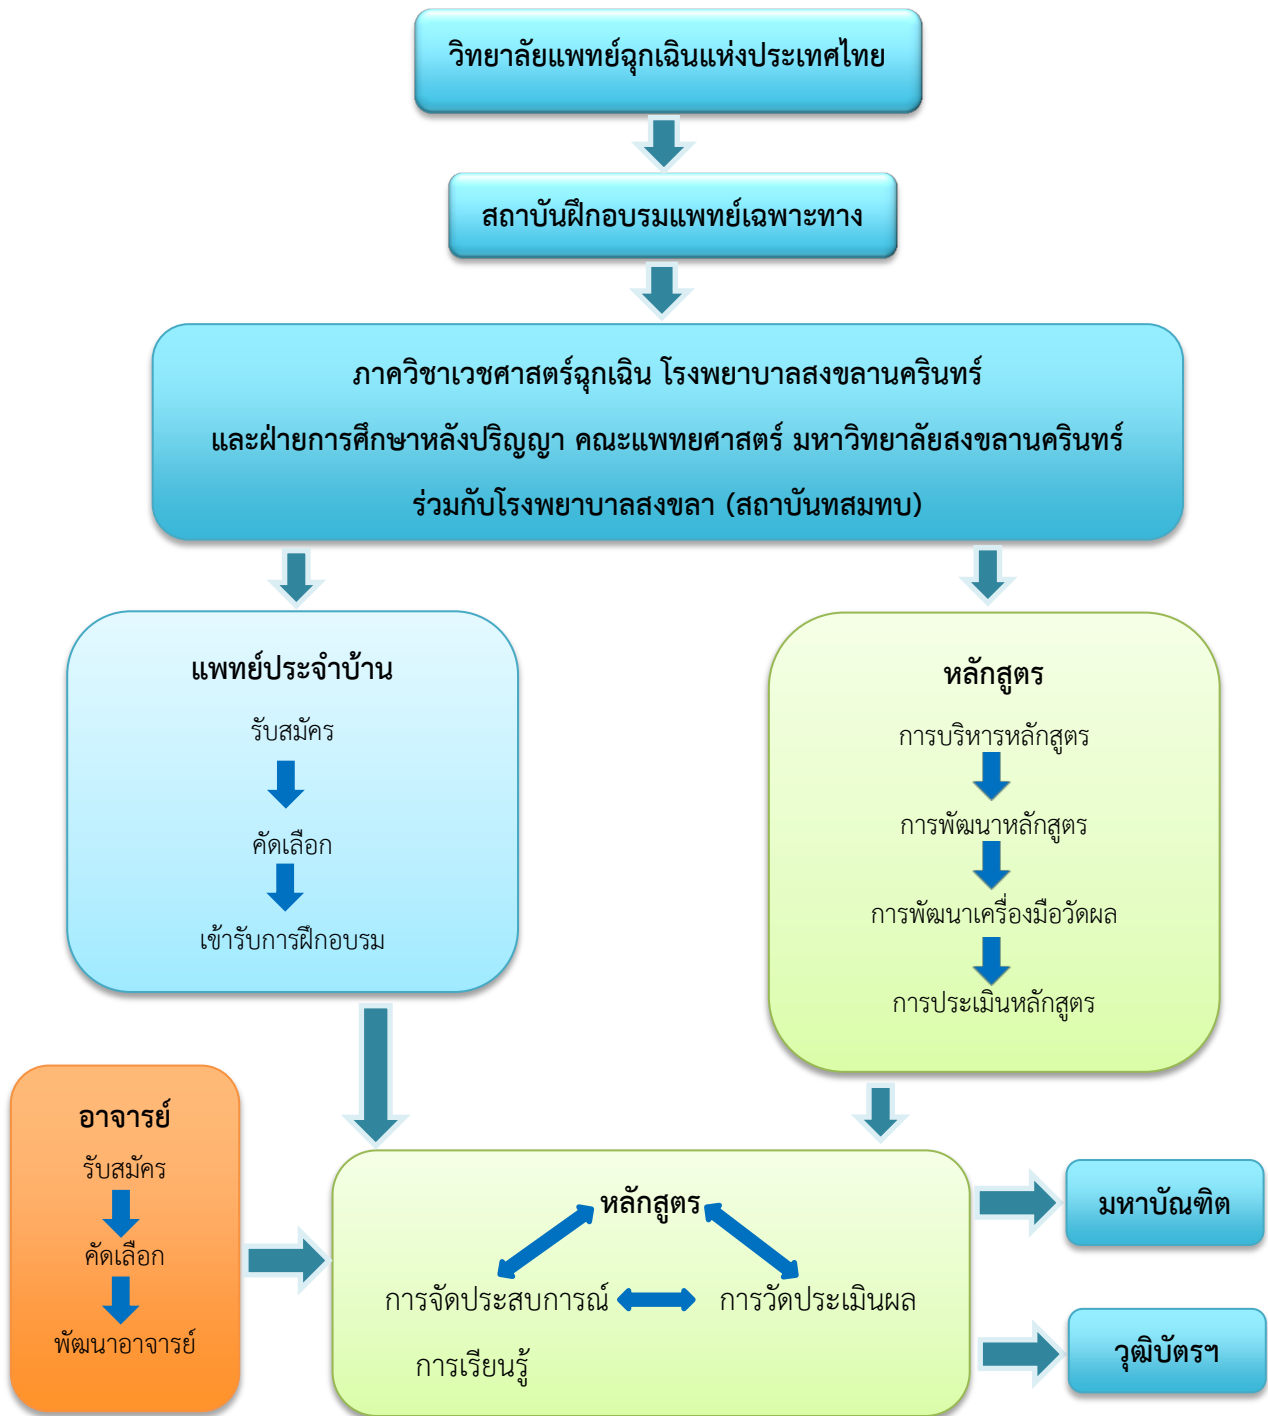 วิทยาลัยแพทย์ฉุกเฉินแห่งประเทศไทย
สถาบันฝึกอบรมแพทย์เฉพาะทาง
ภาควิชาเวชศาสตร์ฉุกเฉิน โรงพยาบาลสงขลานครินทร์
และฝ่ายการศึกษาหลังปริญญา คณะแพทยศาสตร์ มหาวิทยาลัยสงขลานครินทร์
ร่วมกับโรงพยาบาลสงขลา (สถาบันทสมทบ)
แพทย์ประจำบ้าน
รับสมัคร
คัดเลือก
เข้ารับการฝึกอบรม
หลักสูตร
การบริหารหลักสูตร
การพัฒนาหลักสูตร
การพัฒนาเครื่องมือวัดผล
การประเมินหลักสูตร
อาจารย์
รับสมัคร
คัดเลือก
พัฒนาอาจารย์
หลักสูตร
การจัดประสบการณ์ การวัดประเมินผล
การเรียนรู้
มหาบัณฑิต
วุฒิบัตรฯ